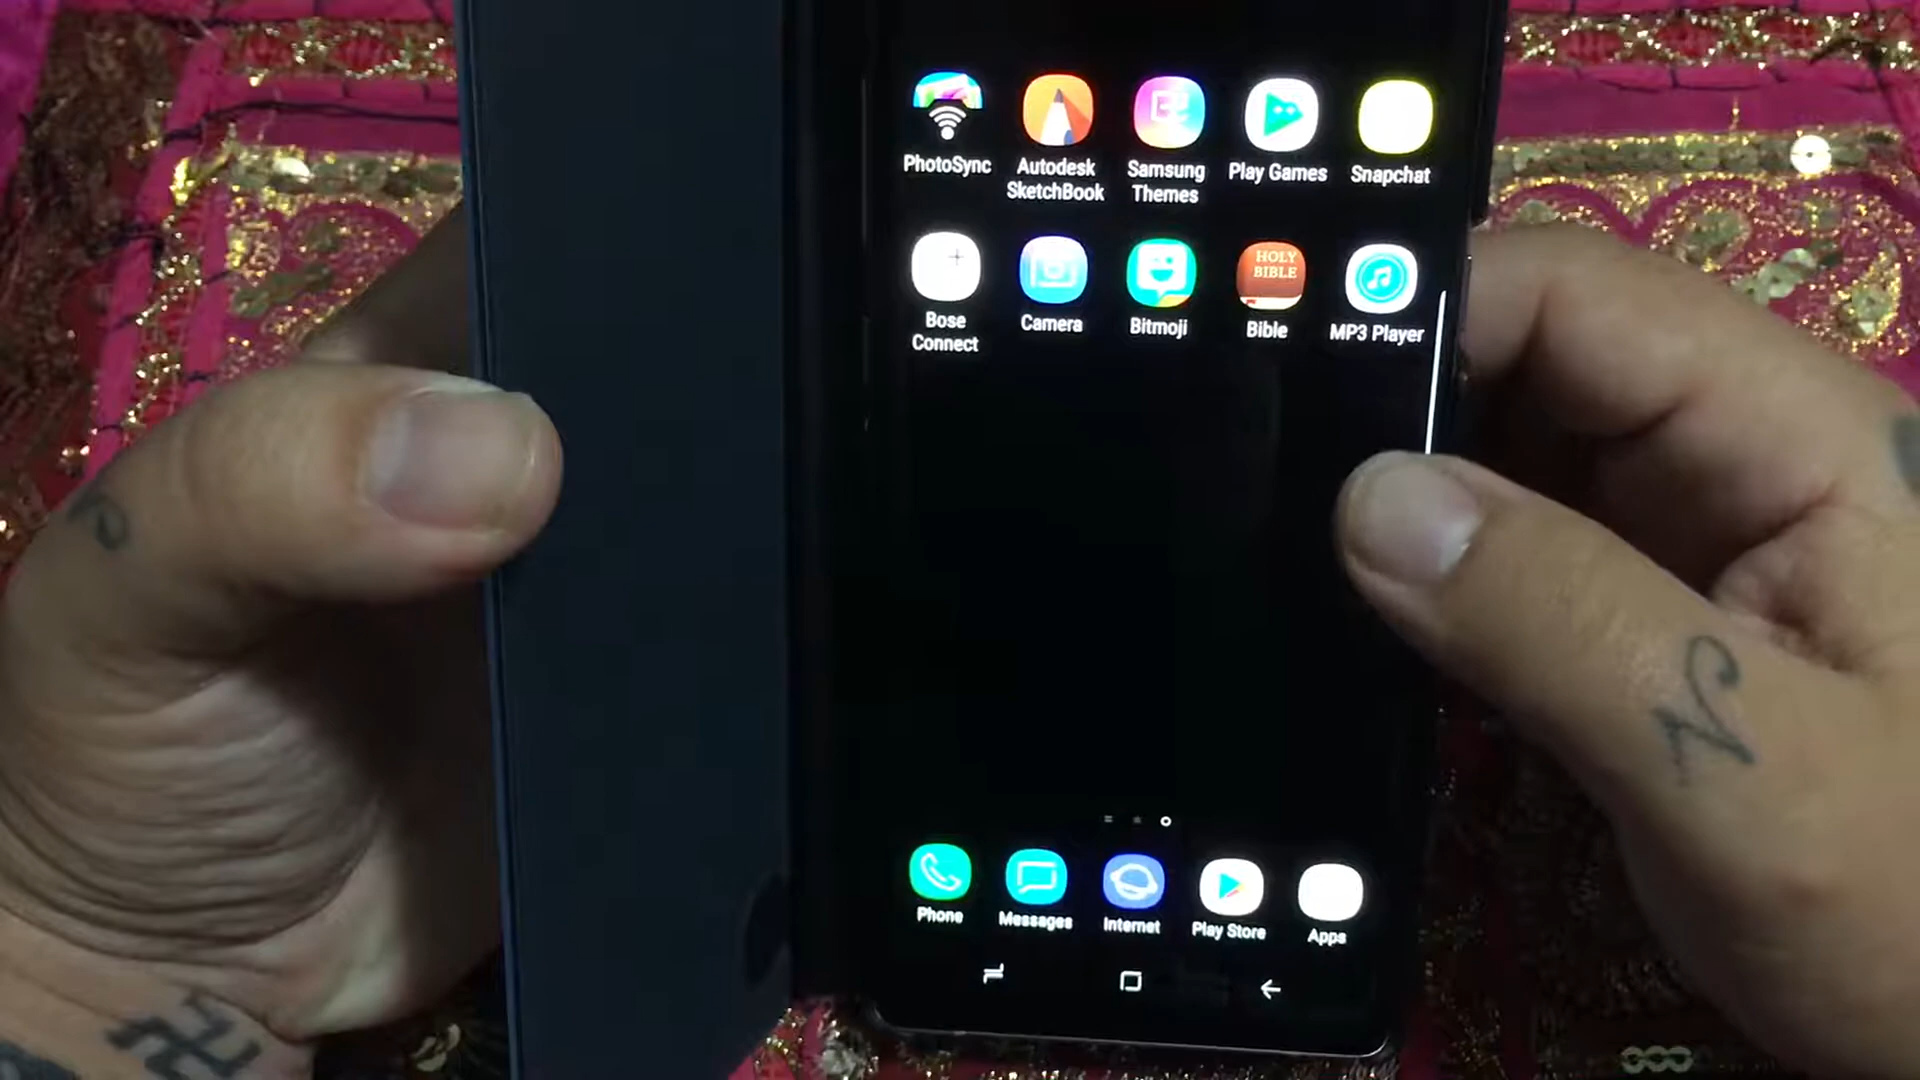 PhotoSync
Autodesk
SketchBook
Samsung
Themes
Play Games
Snapchat
Bose
Connect
Camera
Bitmoji
HOLY
BIBLE
Bible
MP3 Player
Phone
Messages
Internet
Play Store
Apps